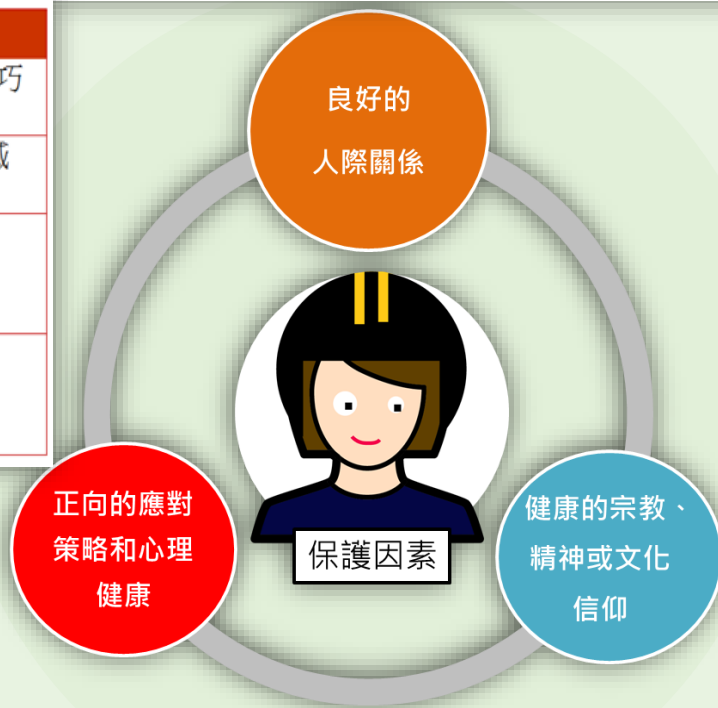 巧
良好的
人際關係
正向的應對
策略和心理
健康
健康的宗教、
精神或文化
信仰
保護因素